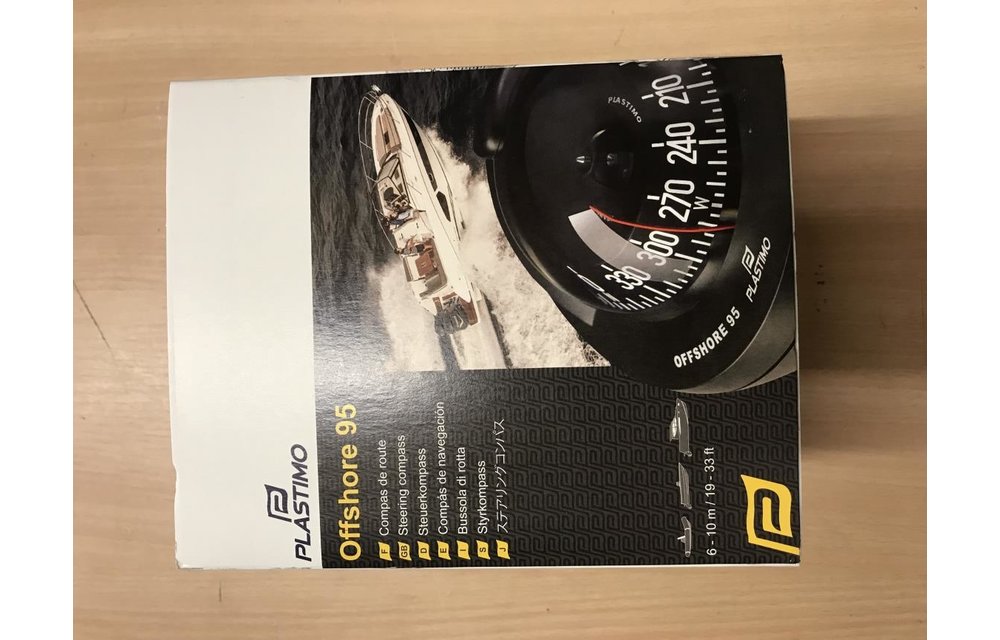 PLASTIMO
Offshore 95
F Compas de route
GB Steering compass
D Steuerkompass
E Compás de navegación
I Bussola di rotta
S Styrkompass
J ステアリングコンパス
6 - 10 m / 19 - 33 ft
PLASTIMO
210
240
270
W
300
330
OFFSHORE 95
PLASTIMO